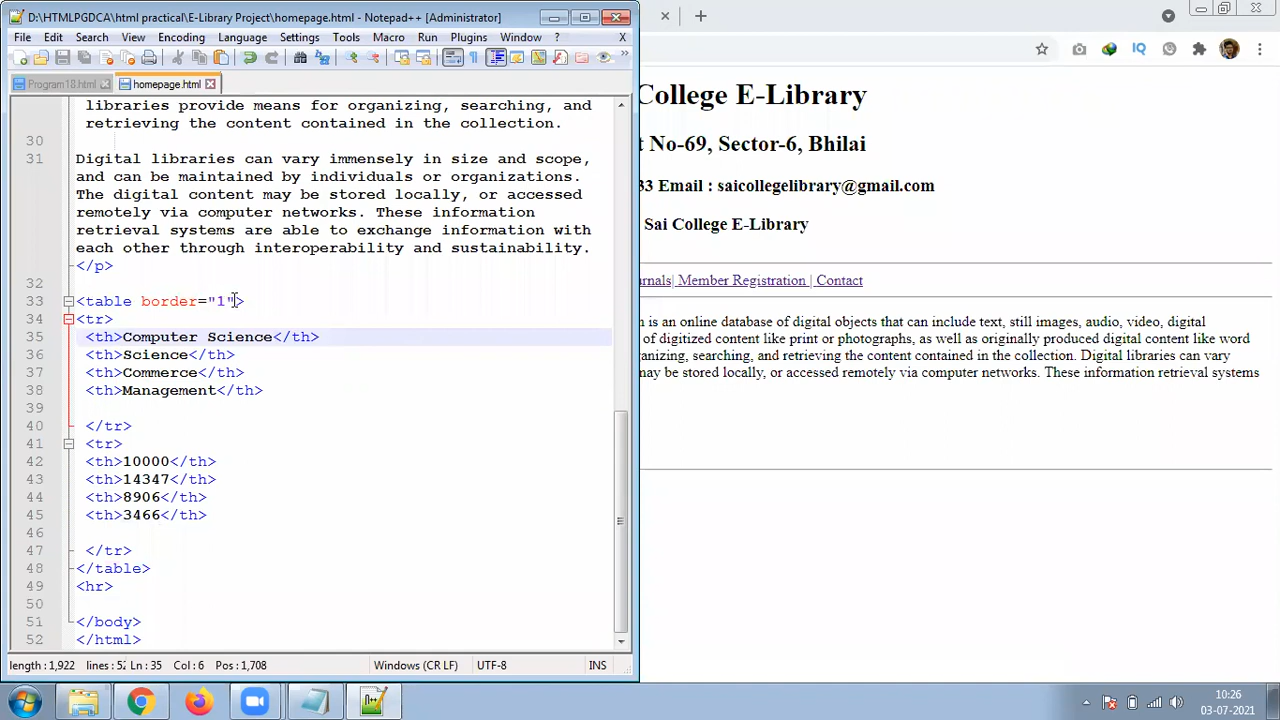 D:\HTMLPGDCA\html practical\E-Library Project\homepage.html - Notepad++ [Administrator]
File Edit Search View Encoding Language Settings Tools Macro Run Plugins Window ? X
Program18.html homepage.html
libraries provide means for organizing, searching, and
retrieving the content contained in the collection.
30
31 Digital libraries can vary immensely in size and scope,
and can be maintained by individuals or organizations.
The digital content may be stored locally, or accessed
remotely via computer networks. These information
retrieval systems are able to exchange information with
each other through interoperability and sustainability.
</p>
32
33 <table border="1">
34 <tr>
35 <th>Computer Science</th>
36 <th>Science</th>
37 <th>Commerce</th>
38 <th>Management</th>
39
40 </tr>
41 <tr>
42 <th>10000</th>
43 <th>14347</th>
44 <th>8906</th>
45 <th>3466</th>
46
47 </tr>
48 </table>
49 <hr>
50
51 </body>
52 </html>
length : 1,922 lines : 52 Ln : 35 Col : 6 Pos : 1,708 Windows (CR LF) UTF-8 INS
IQ
College E-Library
t No-69, Sector-6, Bhilai
33 Email : saicollegelibrary@gmail.com
Sai College E-Library
urnals| Member Registration | Contact
n is an online database of digital objects that can include text, still images, audio, video, digital
of digitized content like print or photographs, as well as originally produced digital content like word
ganizing, searching, and retrieving the content contained in the collection. Digital libraries can vary
may be stored locally, or accessed remotely via computer networks. These information retrieval systems
10:26
03-07-2021